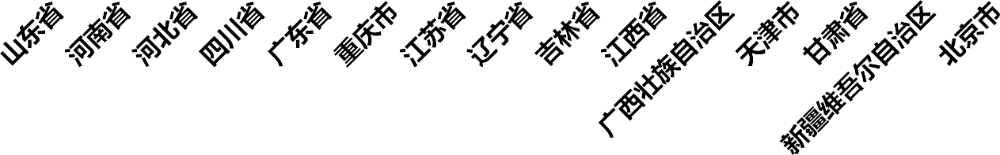 山东省
河南省
河北省
四川省
广东省
重庆市
江苏省
辽宁省
吉林省
江西省
广西壮族自治区
天津市
甘肃省
新疆维吾尔自治区
北京市